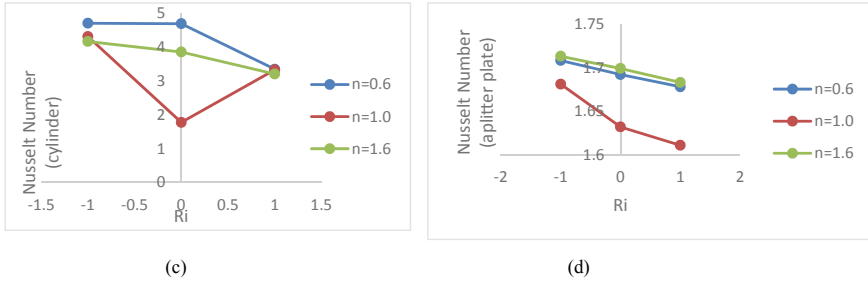 Nusselt Number
(cylinder)
5
4
3
2
1
0
-1.5
-1
-0.5
0
0.5
1
1.5
Ri
n=0.6
n=1.0
n=1.6
(c)
Nusselt Number
(aplitter plate)
1.75
1.7
1.65
1.6
-2
-1
0
1
2
Ri
n=0.6
n=1.0
n=1.6
(d)